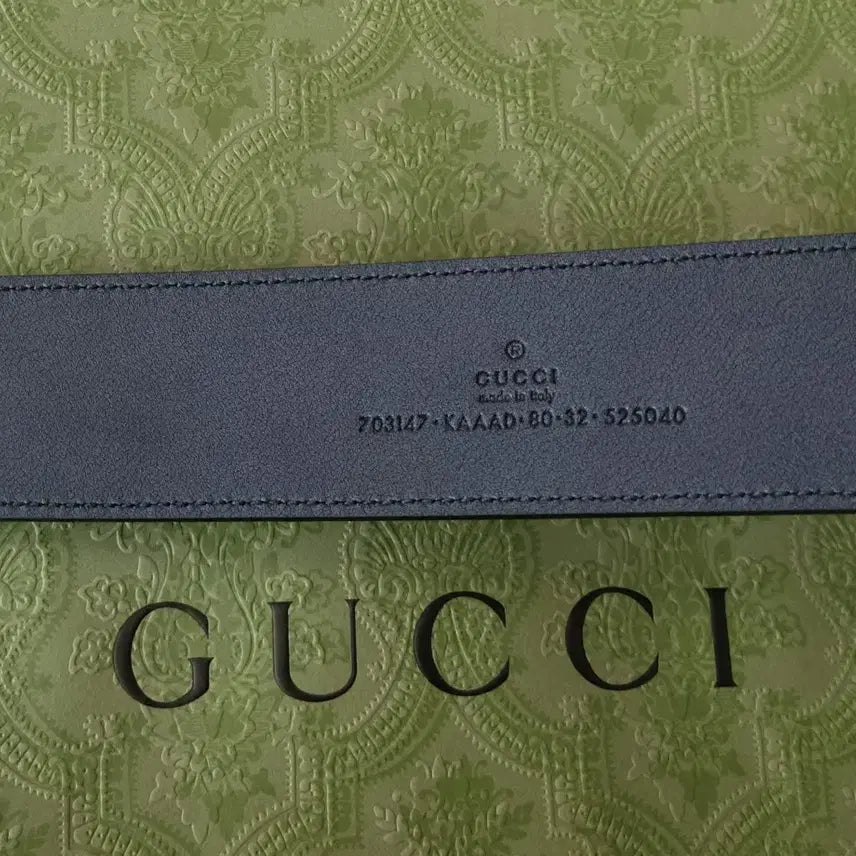 ®
GUCCI
made in Italy
703147·KAAAD·80·32·525040
GUCCI